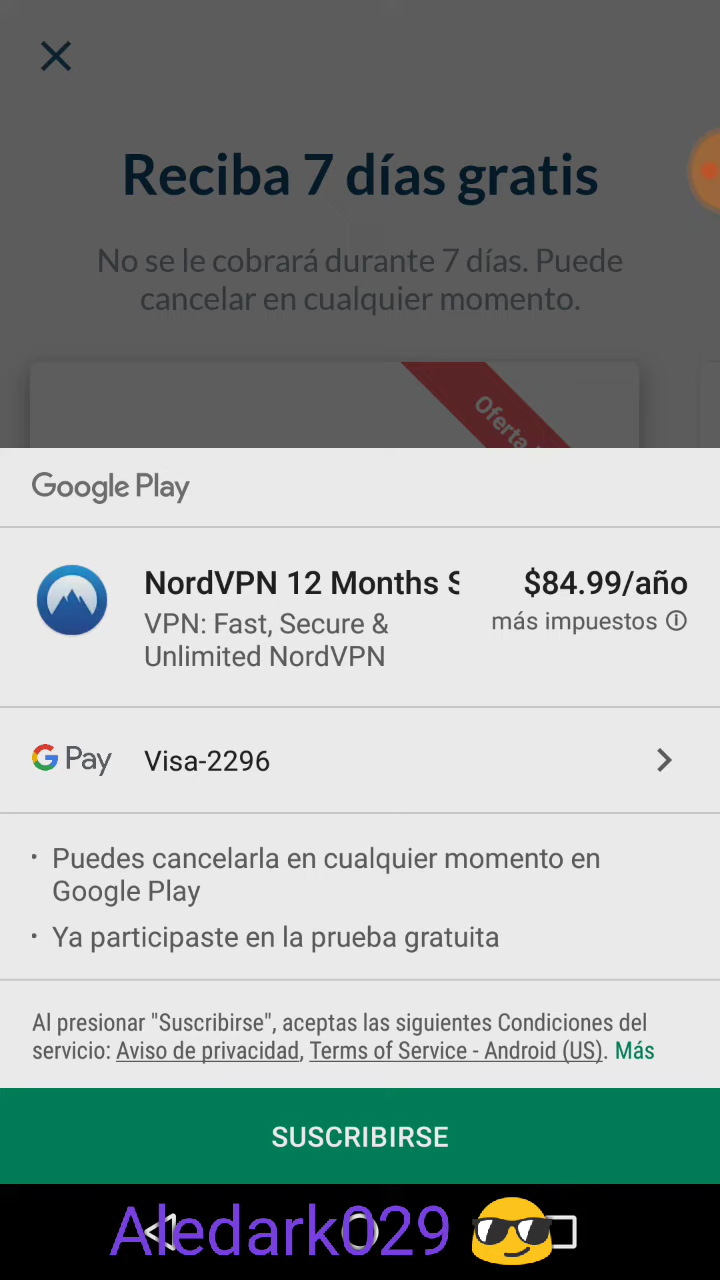 Reciba 7 días gratis
No se le cobrará durante 7 días. Puede
cancelar en cualquier momento.
Oferta
Google Play
NordVPN 12 Months S
$84.99/año
VPN: Fast, Secure &
Unlimited NordVPN
más impuestos
G Pay
Visa-2296
• Puedes cancelarla en cualquier momento en
Google Play
• Ya participaste en la prueba gratuita
Al presionar "Suscribirse", aceptas las siguientes Condiciones del
servicio: Aviso de privacidad, Terms of Service - Android (US). Más
SUSCRIBIRSE
Aledark029 😎